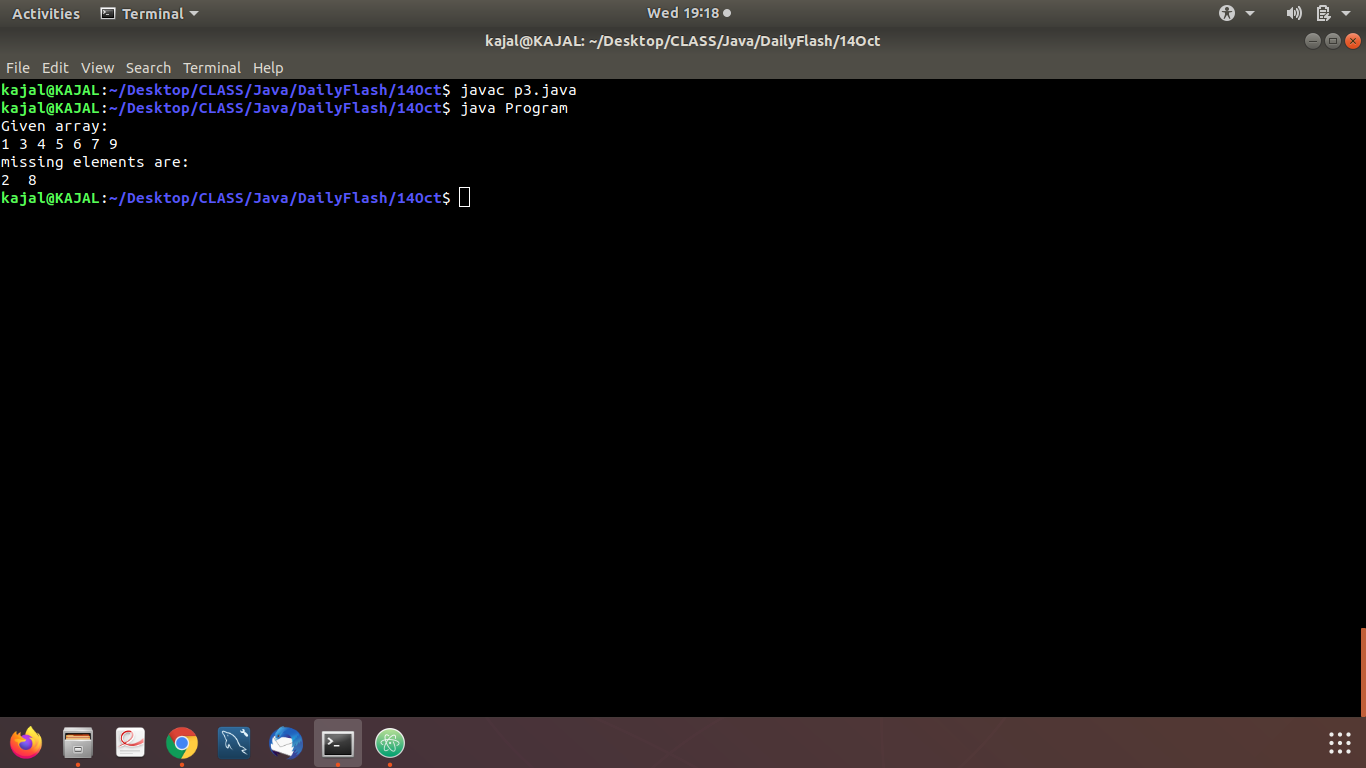 Activities Terminal Wed 19:18
kajal@KAJAL: ~/Desktop/CLASS/Java/DailyFlash/14Oct
File Edit View Search Terminal Help
kajal@KAJAL:~/Desktop/CLASS/Java/DailyFlash/14Oct$ javac p3.java
kajal@KAJAL:~/Desktop/CLASS/Java/DailyFlash/14Oct$ java Program
Given array:
1 3 4 5 6 7 9
missing elements are:
2  8
kajal@KAJAL:~/Desktop/CLASS/Java/DailyFlash/14Oct$